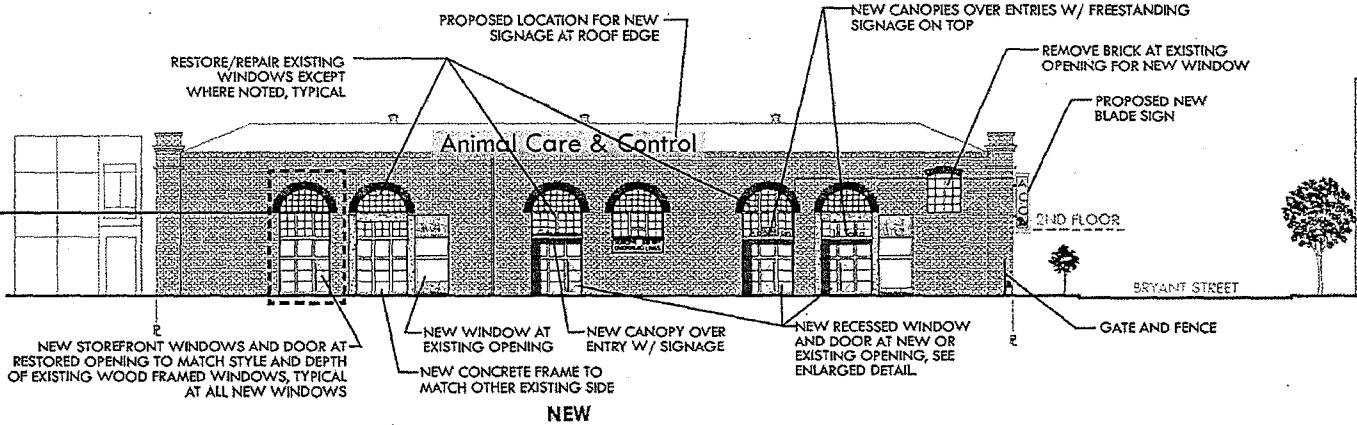 PROPOSED LOCATION FOR NEW
SIGNAGE AT ROOF EDGE
NEW CANOPIES OVER ENTRIES W/ FREESTANDING
SIGNAGE ON TOP
RESTORE/REPAIR EXISTING
WINDOWS EXCEPT
WHERE NOTED, TYPICAL
REMOVE BRICK AT EXISTING
OPENING FOR NEW WINDOW
PROPOSED NEW
BLADE SIGN
Animal Care & Control
2ND FLOOR
BRYANT STREET
NEW STOREFRONT WINDOWS AND DOOR AT
RESTORED OPENING TO MATCH STYLE AND DEPTH
OF EXISTING WOOD FRAMED WINDOWS, TYPICAL
AT ALL NEW WINDOWS
NEW WINDOW AT
EXISTING OPENING
NEW CONCRETE FRAME TO
MATCH OTHER EXISTING SIDE
NEW CANOPY OVER
ENTRY W/ SIGNAGE
NEW RECESSED WINDOW
AND DOOR AT NEW OR
EXISTING OPENING, SEE
ENLARGED DETAIL
GATE AND FENCE
NEW